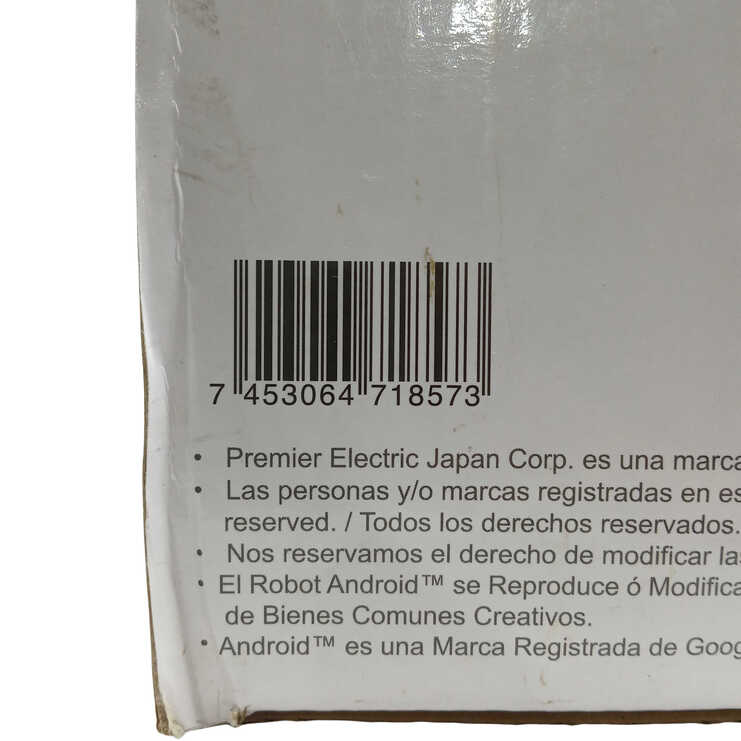 7 453064 718573
• Premier Electric Japan Corp. es una marca
• Las personas y/o marcas registradas en es
reserved. / Todos los derechos reservados.
• Nos reservamos el derecho de modificar las
• El Robot Android™ se Reproduce ó Modifica
de Bienes Comunes Creativos.
• Android™ es una Marca Registrada de Goog